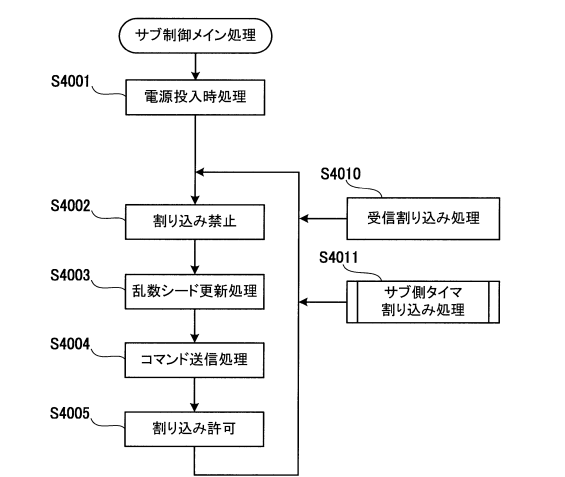 サブ制御メイン処理
S4001
電源投入時処理
S4010
受信割り込み処理
S4002
割り込み禁止
S4011
サブ側タイマ
割り込み処理
S4003
乱数シード更新処理
S4004
コマンド送信処理
S4005
割り込み許可